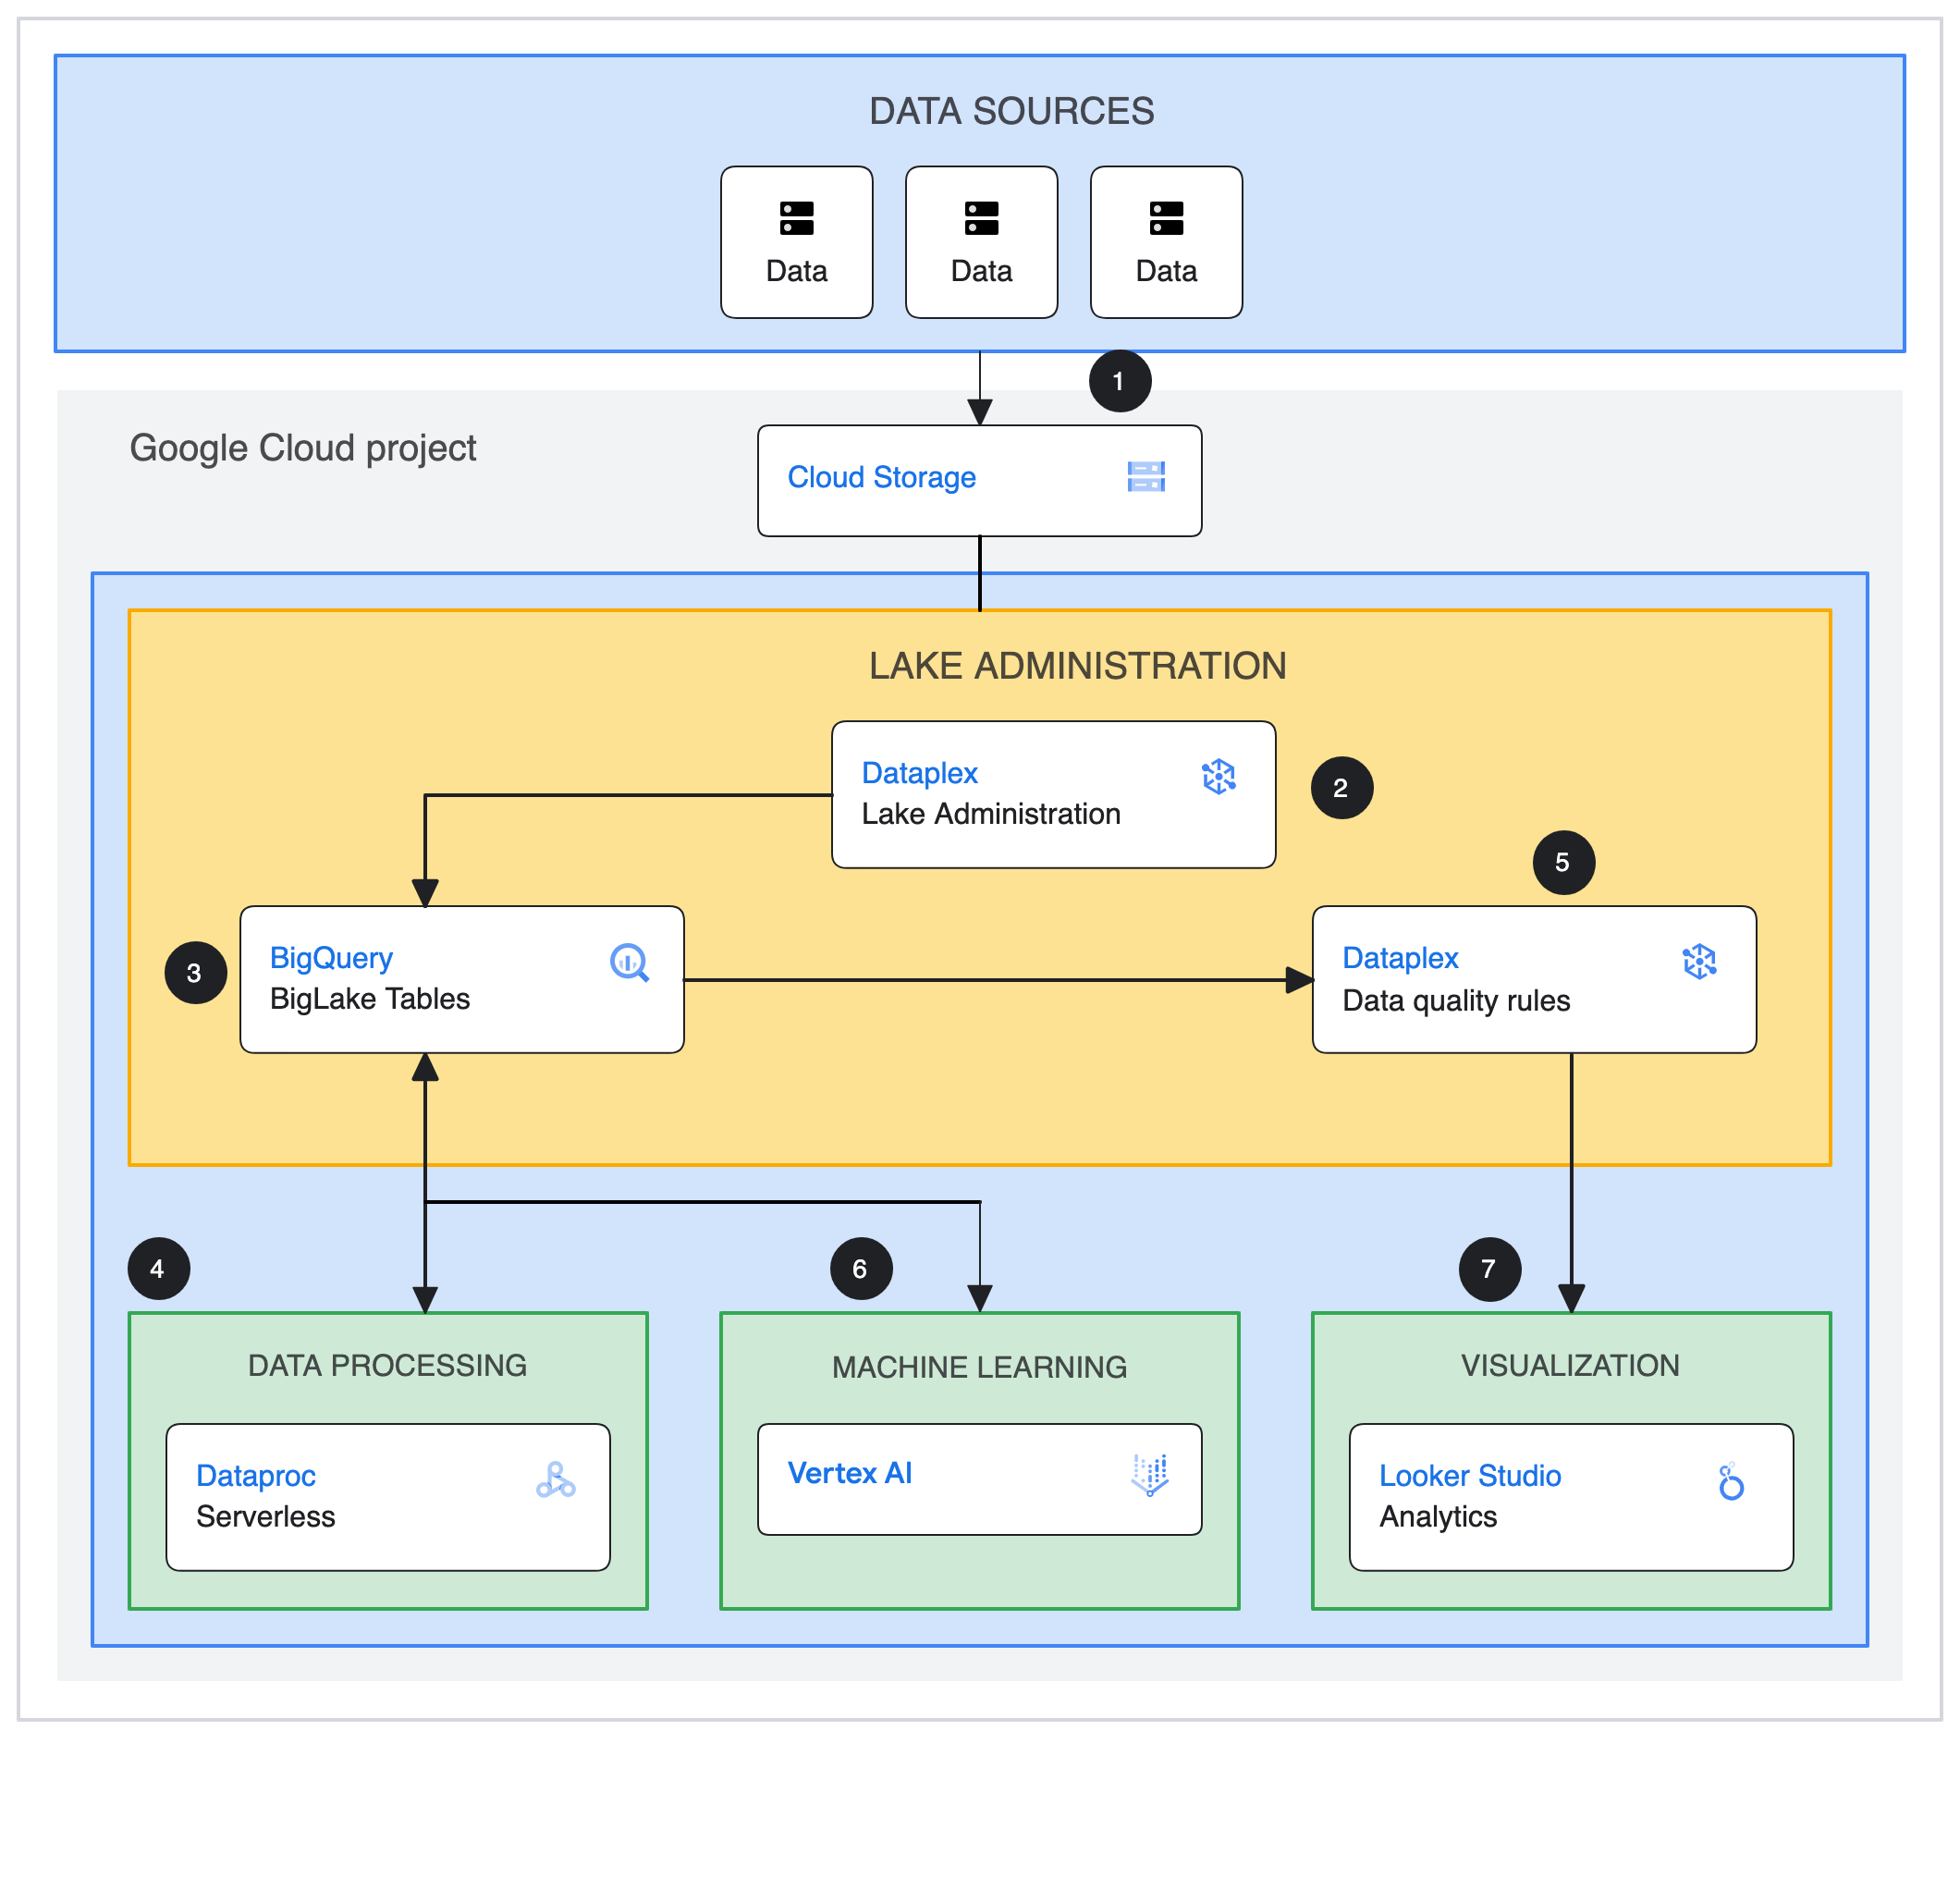 DATA SOURCES
Data
Data
Data
1
Google Cloud project
Cloud Storage
LAKE ADMINISTRATION
Dataplex
Lake Administration
2
5
3
BigQuery
BigLake Tables
Dataplex
Data quality rules
4
6
7
DATA PROCESSING
Dataproc
Serverless
MACHINE LEARNING
Vertex AI
VISUALIZATION
Looker Studio
Analytics